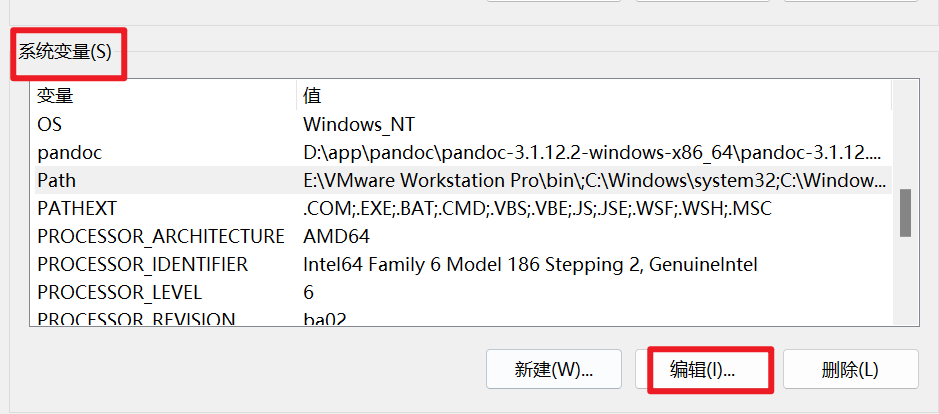 系统变量(S)
变量 值
OS Windows_NT
pandoc D:\app\pandoc\pandoc-3.1.12.2-windows-x86_64\pandoc-3.1.12....
Path E:\VMware Workstation Pro\bin\;C:\Windows\system32;C:\Window...
PATHEXT .COM;.EXE;.BAT;.CMD;.VBS;.VBE;.JS;.JSE;.WSF;.WSH;.MSC
PROCESSOR_ARCHITECTURE AMD64
PROCESSOR_IDENTIFIER Intel64 Family 6 Model 186 Stepping 2, GenuineIntel
PROCESSOR_LEVEL 6
PROCESSOR_REVISION ba02
新建(W)... 编辑(I)... 删除(L)